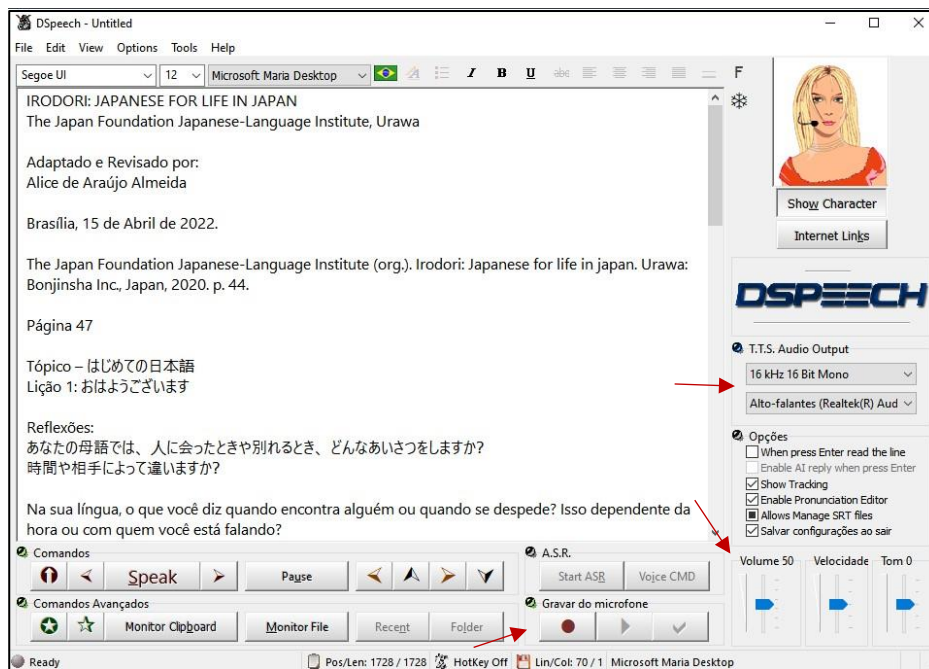 DSpeech - Untitled
File Edit View Options Tools Help
Segoe UI 12 Microsoft Maria Desktop I B U abc F
IRODORI: JAPANESE FOR LIFE IN JAPAN
The Japan Foundation Japanese-Language Institute, Urawa
Adaptado e Revisado por:
Alice de Araújo Almeida
Brasília, 15 de Abril de 2022.
The Japan Foundation Japanese-Language Institute (org.). Irodori: Japanese for life in japan. Urawa:
Bonjinsha Inc., Japan, 2020. p. 44.
Página 47
Tópico – はじめての日本語
Lição 1: おはようございます
Reflexões:
あなたの母語では、人に会ったときや別れるとき、どんなあいさつをしますか?
時間や相手によって違いますか?
Na sua língua, o que você diz quando encontra alguém ou quando se despede? Isso dependente da
hora ou com quem você está falando?
Show Character
Internet Links
DSPEECH
T.T.S. Audio Output
16 kHz 16 Bit Mono
Alto-falantes (Realtek(R) Aud
Opções
When press Enter read the line
Enable AI reply when press Enter
Show Tracking
Enable Pronunciation Editor
Allows Manage SRT files
Salvar configurações ao sair
Volume 50 Velocidade Tom 0
Comandos
Speak Pause
A.S.R.
Start ASR Voice CMD
Comandos Avançados
Monitor Clipboard Monitor File Recent Folder
Gravar do microfone
Ready Pos/Len: 1728 / 1728 HotKey Off Lin/Col: 70 / 1 Microsoft Maria Desktop